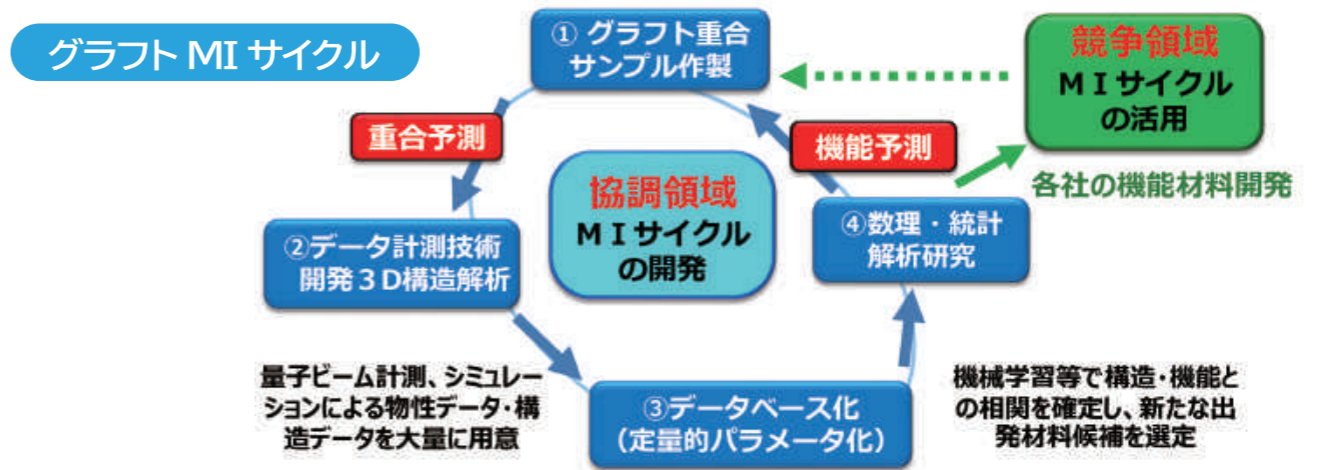 グラフト MI サイクル
① グラフト重合
サンプル作製
競争領域
ＭＩサイクル
の活用
重合予測
機能予測
各社の機能材料開発
協調領域
ＭＩサイクル
の開発
②データ計測技術
開発３D構造解析
④数理・統計
解析研究
量子ビーム計測、シミュレー
ションによる物性データ・構
造データを大量に用意
③データベース化
（定量的パラメータ化）
機械学習等で構造・機能と
の相関を確定し、新たな出
発材料候補を選定